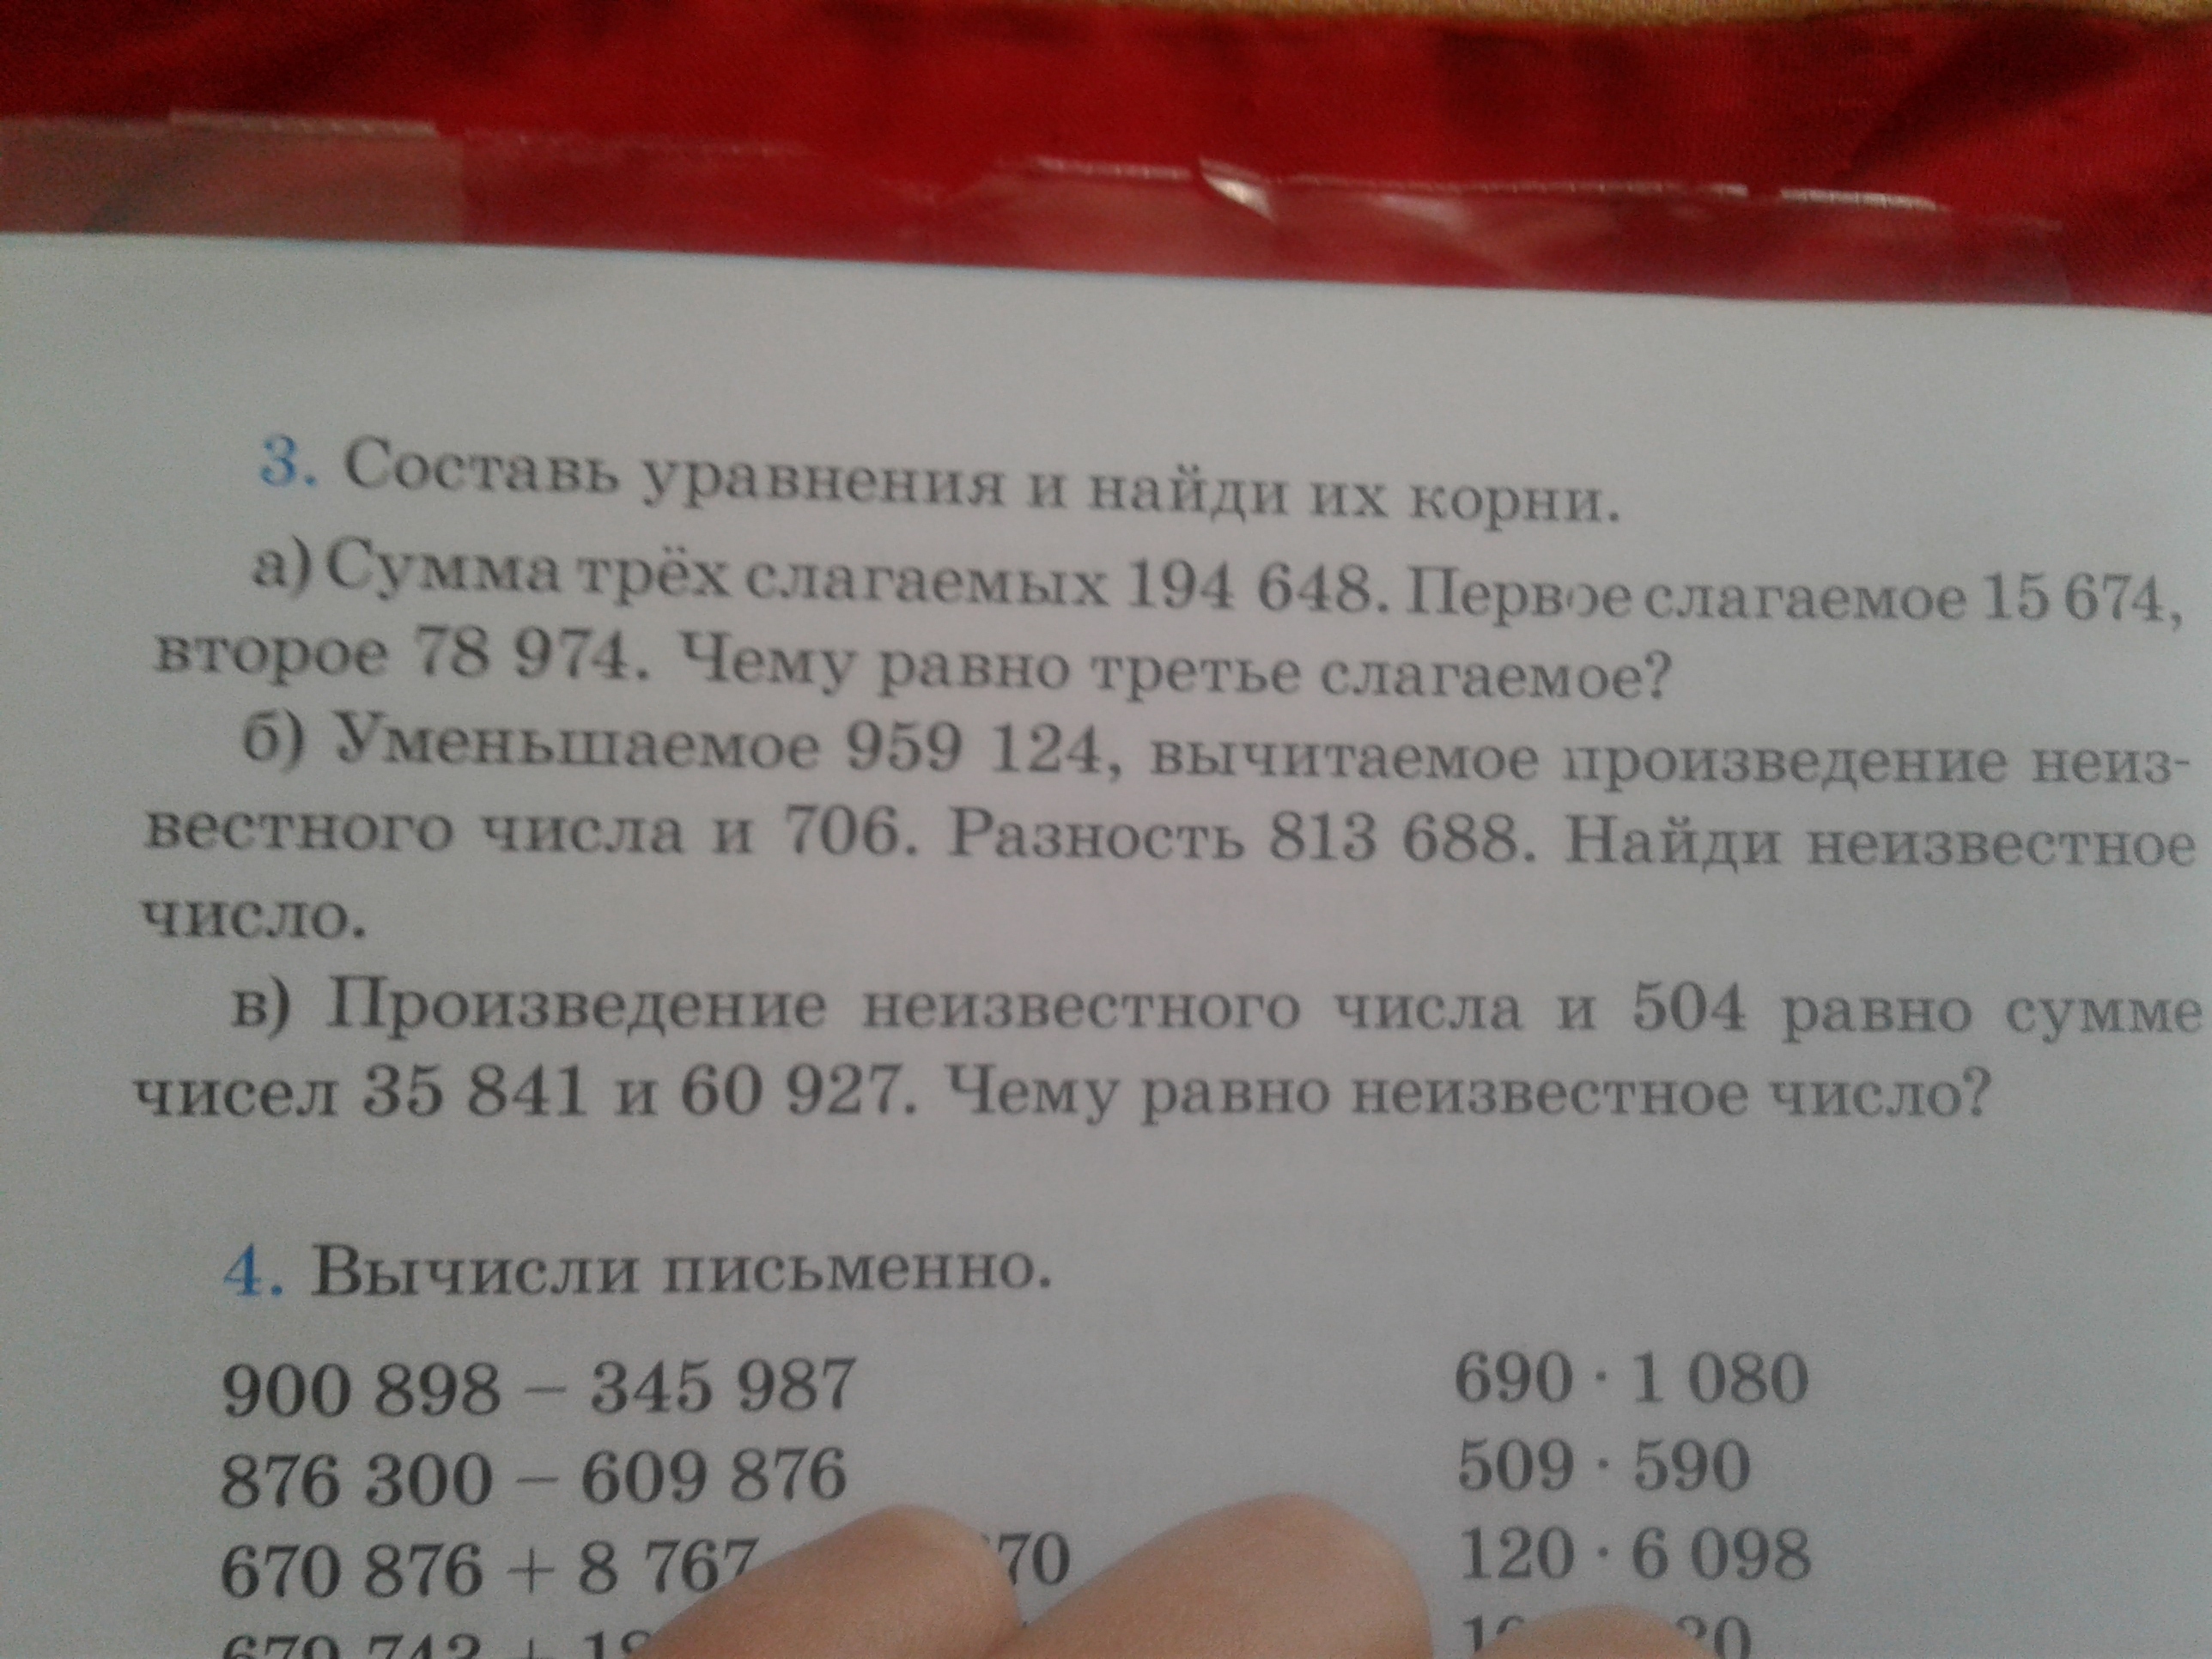 3. Составь уравнения и найди их корни.
а) Сумма трёх слагаемых 194 648. Первое слагаемое 15 674,
второе 78 974. Чему равно третье слагаемое?
б) Уменьшаемое 959 124, вычитаемое произведение неиз-
вестного числа и 706. Разность 813 688. Найди неизвестное
число.
в) Произведение неизвестного числа и 504 равно сумме
чисел 35 841 и 60 927. Чему равно неизвестное число?
4. Вычисли письменно.
900 898 – 345 987
876 300 – 609 876
670 876 + 8 767
690 · 1 080
509 · 590
120 · 6 098